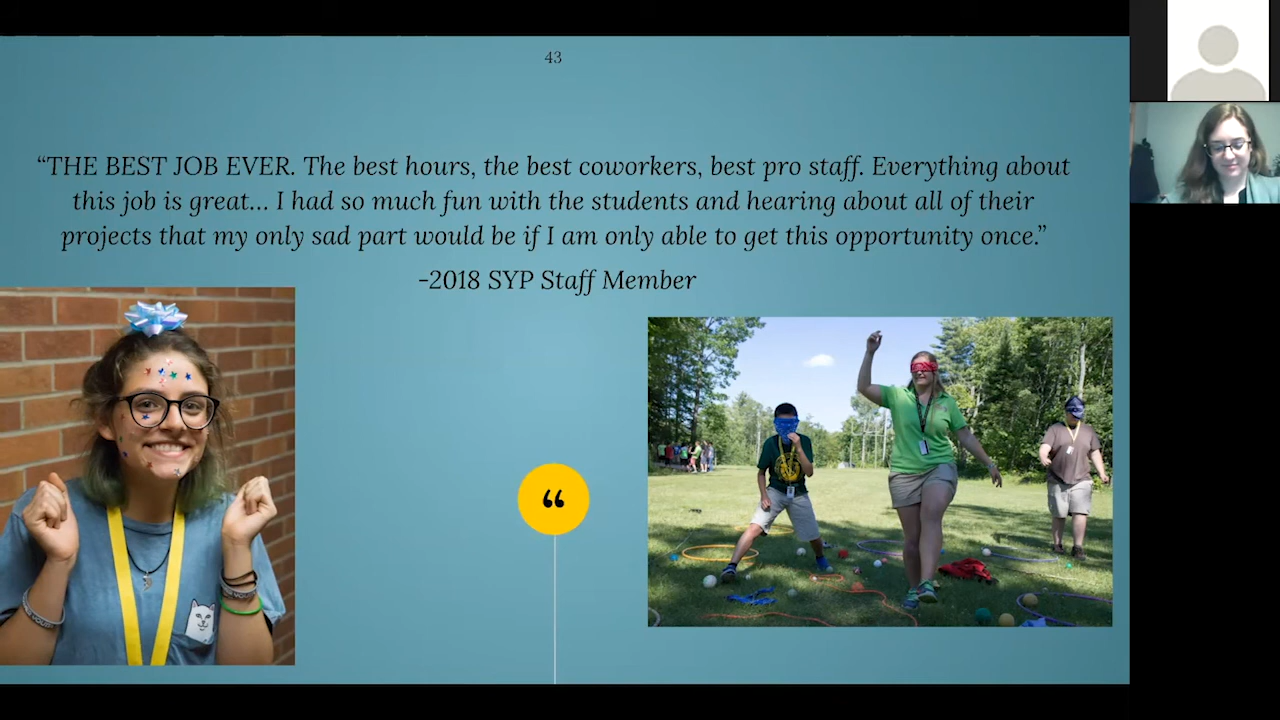 43
“THE BEST JOB EVER. The best hours, the best coworkers, best pro staff. Everything about
this job is great... I had so much fun with the students and hearing about all of their
projects that my only sad part would be if I am only able to get this opportunity once.”
-2018 SYP Staff Member
“